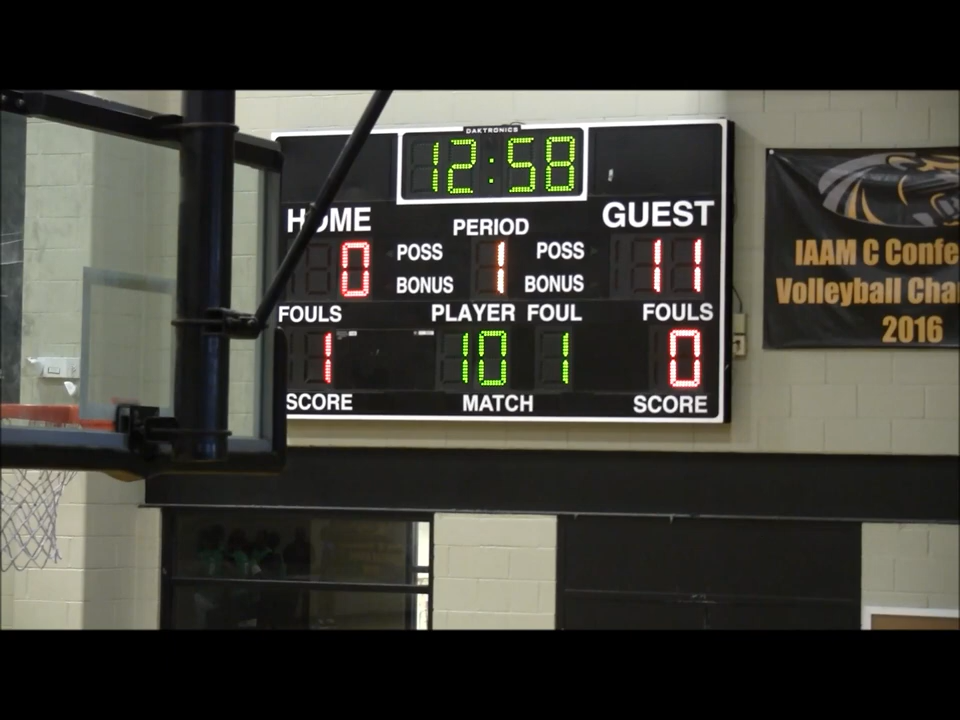 DAKTRONICS
12:58
HOME PERIOD GUEST
0 POSS 1 POSS 11
BONUS BONUS
FOULS PLAYER FOUL FOULS
1 10 1 0
SCORE MATCH SCORE
IAAM C Confe
Volleyball Cha
2016